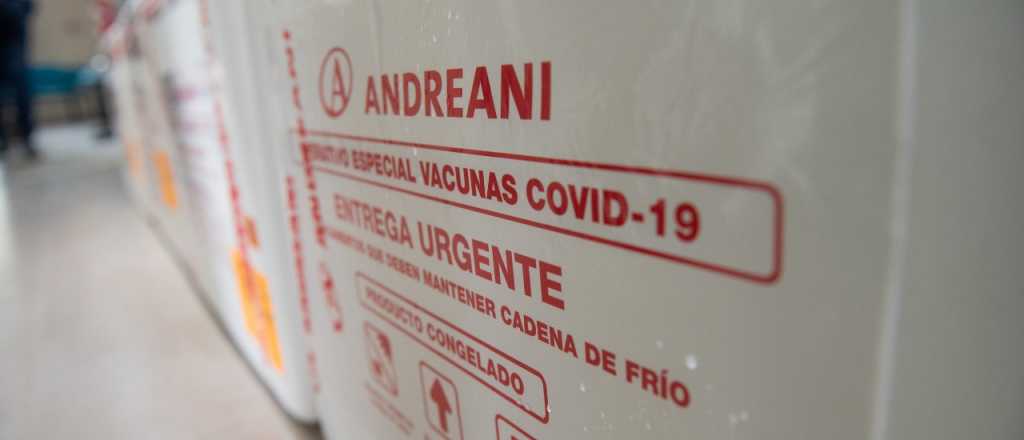 A ANDREANI
ESPECIAL VACUNAS COVID-19
ENTREGA URGENTE
QUE DEBEN MANTENER CADENA DE FRÍO
PRODUCTO CONGELADO